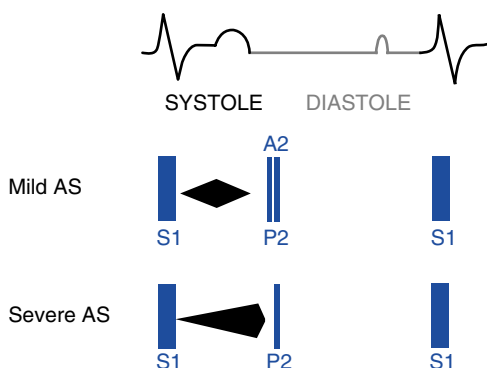 SYSTOLE DIASTOLE
A2
Mild AS
S1 P2 S1
Severe AS
S1 P2 S1